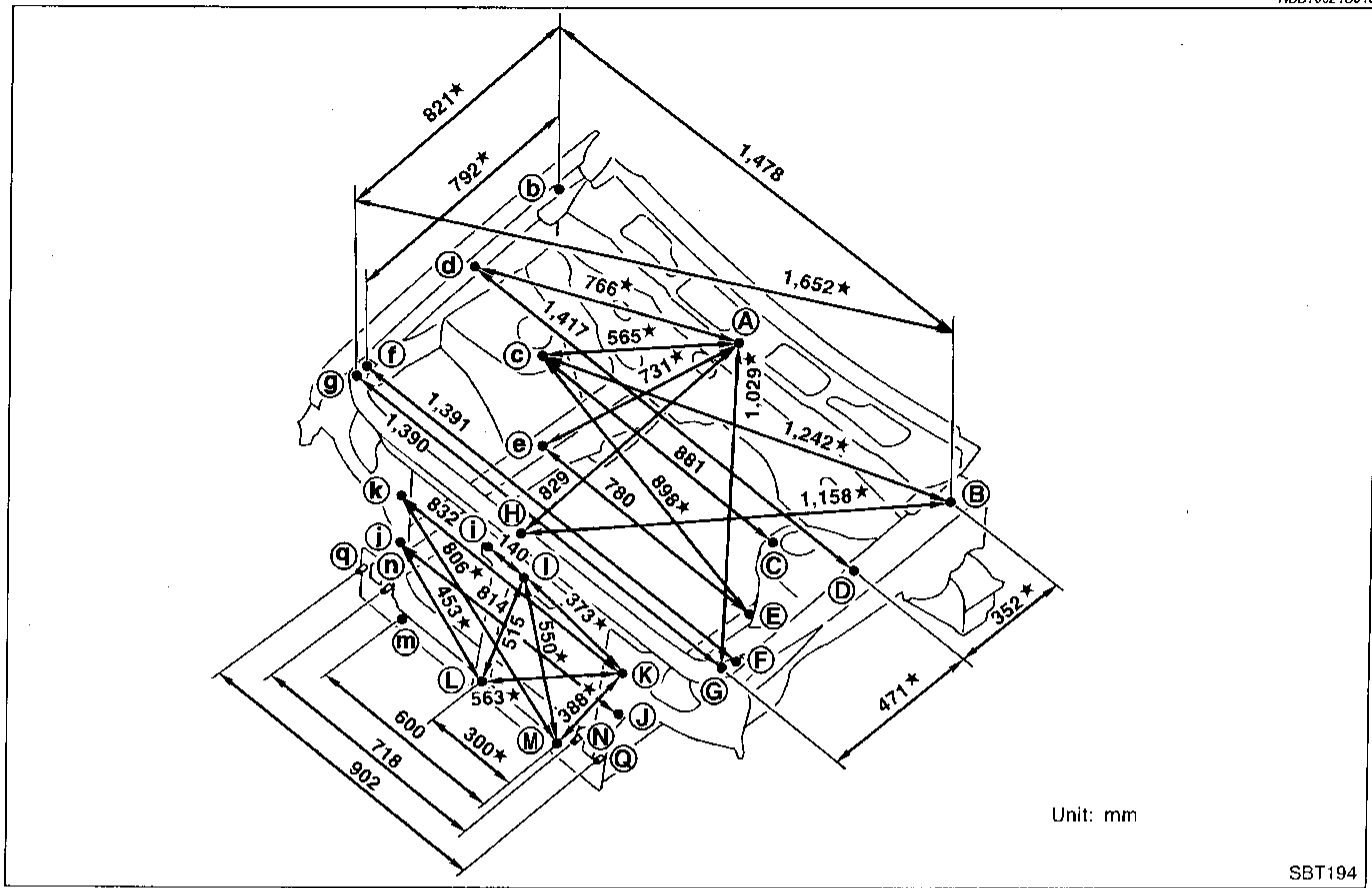 821★
792★
1,478
b
d
766★
1,652★
1,417
A
565★
c
731★
1,029★
f
g
1,391
1,390
1,242★
e
881
829
780
898★
1,158★
B
k
832
H
i
140
I
j
q
n
806★
814
453★
515
550★
373★
C
D
E
352★
m
F
K
G
L
563★
388★
J
471★
M
N
Q
600
300★
718
902
Unit: mm
SBT194